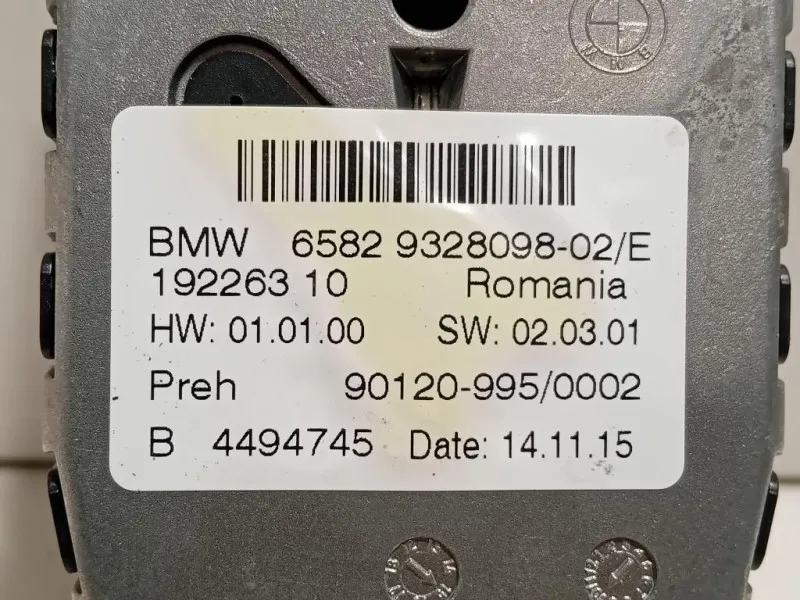 BMW
BMW 6582 9328098-02/E
192263 10 Romania
HW: 01.01.00 SW: 02.03.01
Preh 90120-995/0002
B 4494745 Date: 14.11.15